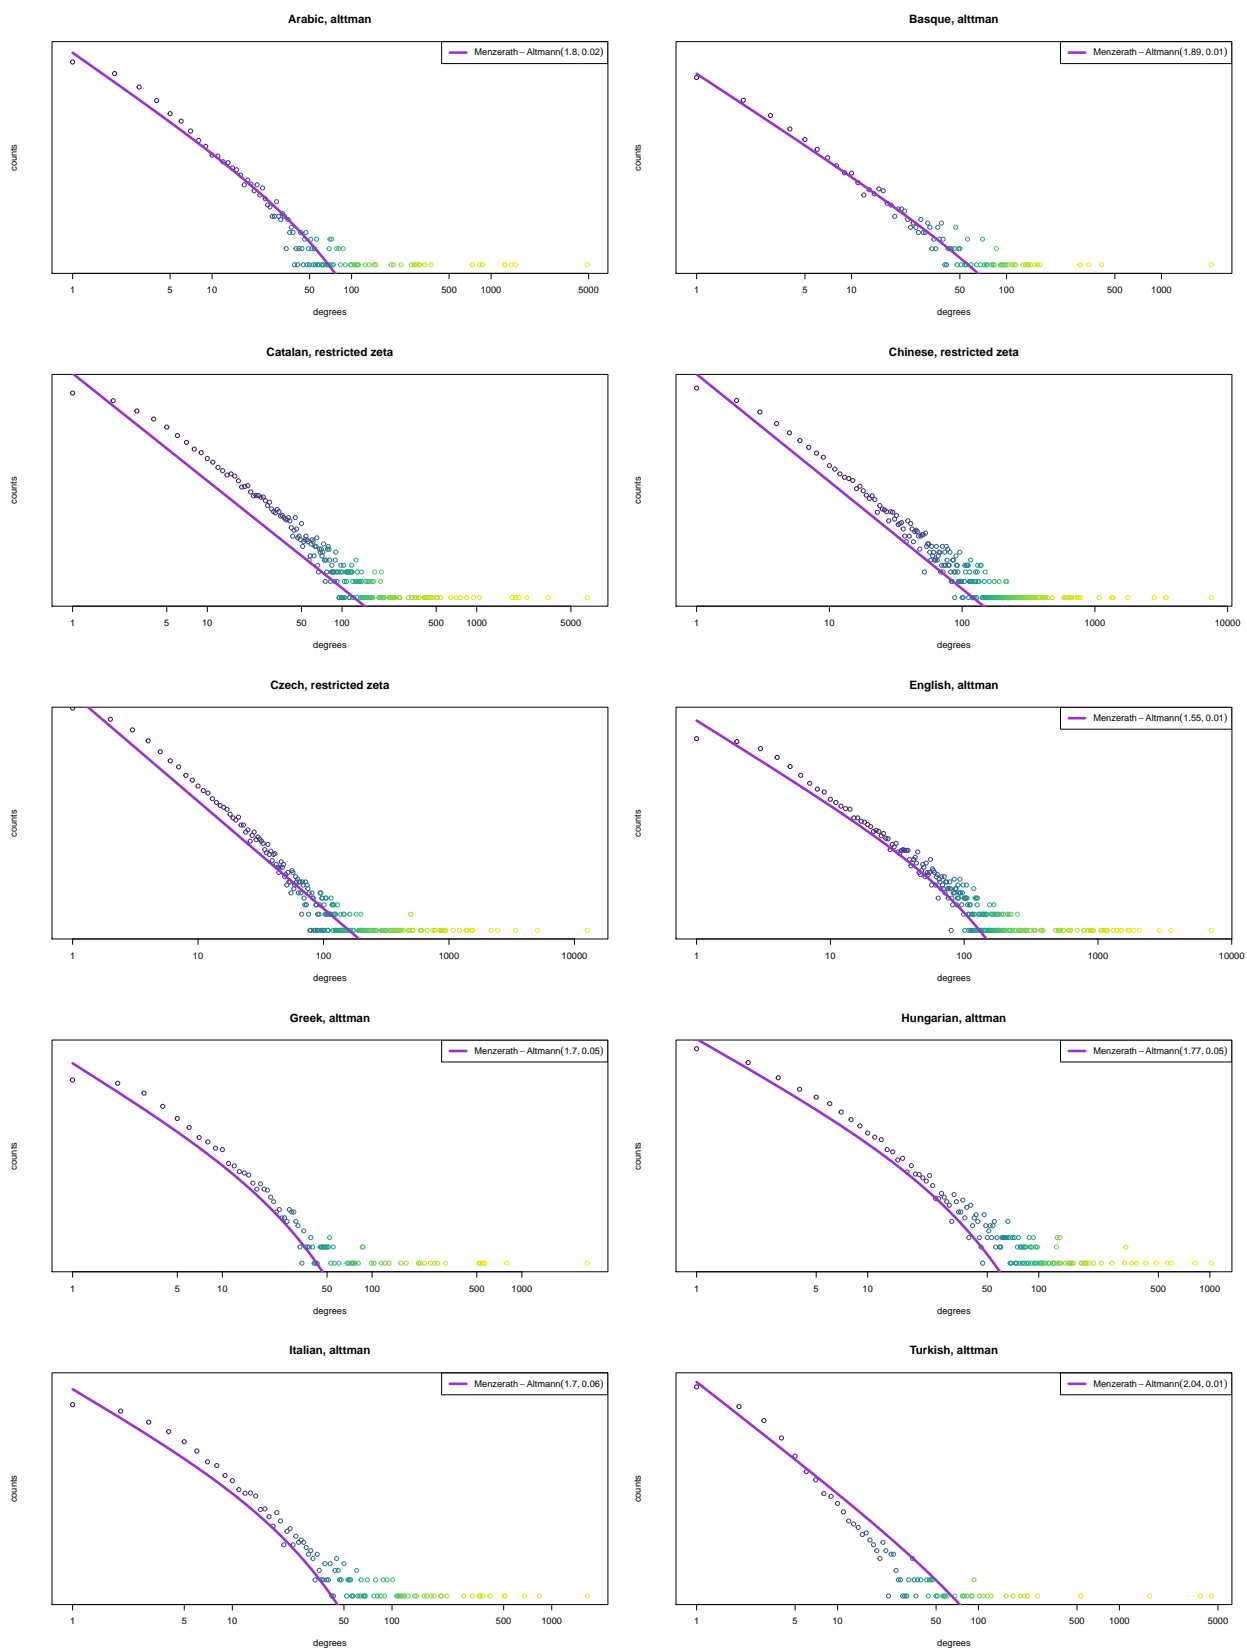 Arabic, alttman
Menzerath – Altmann(1.8, 0.02)
counts
1 5 10 50 100 500 1000 5000
degrees
Basque, alttman
Menzerath – Altmann(1.89, 0.01)
counts
1 5 10 50 100 500 1000
degrees
Catalan, restricted zeta
counts
1 5 10 50 100 500 1000 5000
degrees
Chinese, restricted zeta
counts
1 10 100 1000 10000
degrees
Czech, restricted zeta
counts
1 10 100 1000 10000
degrees
English, alttman
Menzerath – Altmann(1.55, 0.01)
counts
1 10 100 1000 10000
degrees
Greek, alttman
Menzerath – Altmann(1.7, 0.05)
counts
1 5 10 50 100 500 1000
degrees
Hungarian, alttman
Menzerath – Altmann(1.77, 0.05)
counts
1 5 10 50 100 500 1000
degrees
Italian, alttman
Menzerath – Altmann(1.7, 0.06)
counts
1 5 10 50 100 500 1000
degrees
Turkish, alttman
Menzerath – Altmann(2.04, 0.01)
counts
1 5 10 50 100 500 1000 5000
degrees